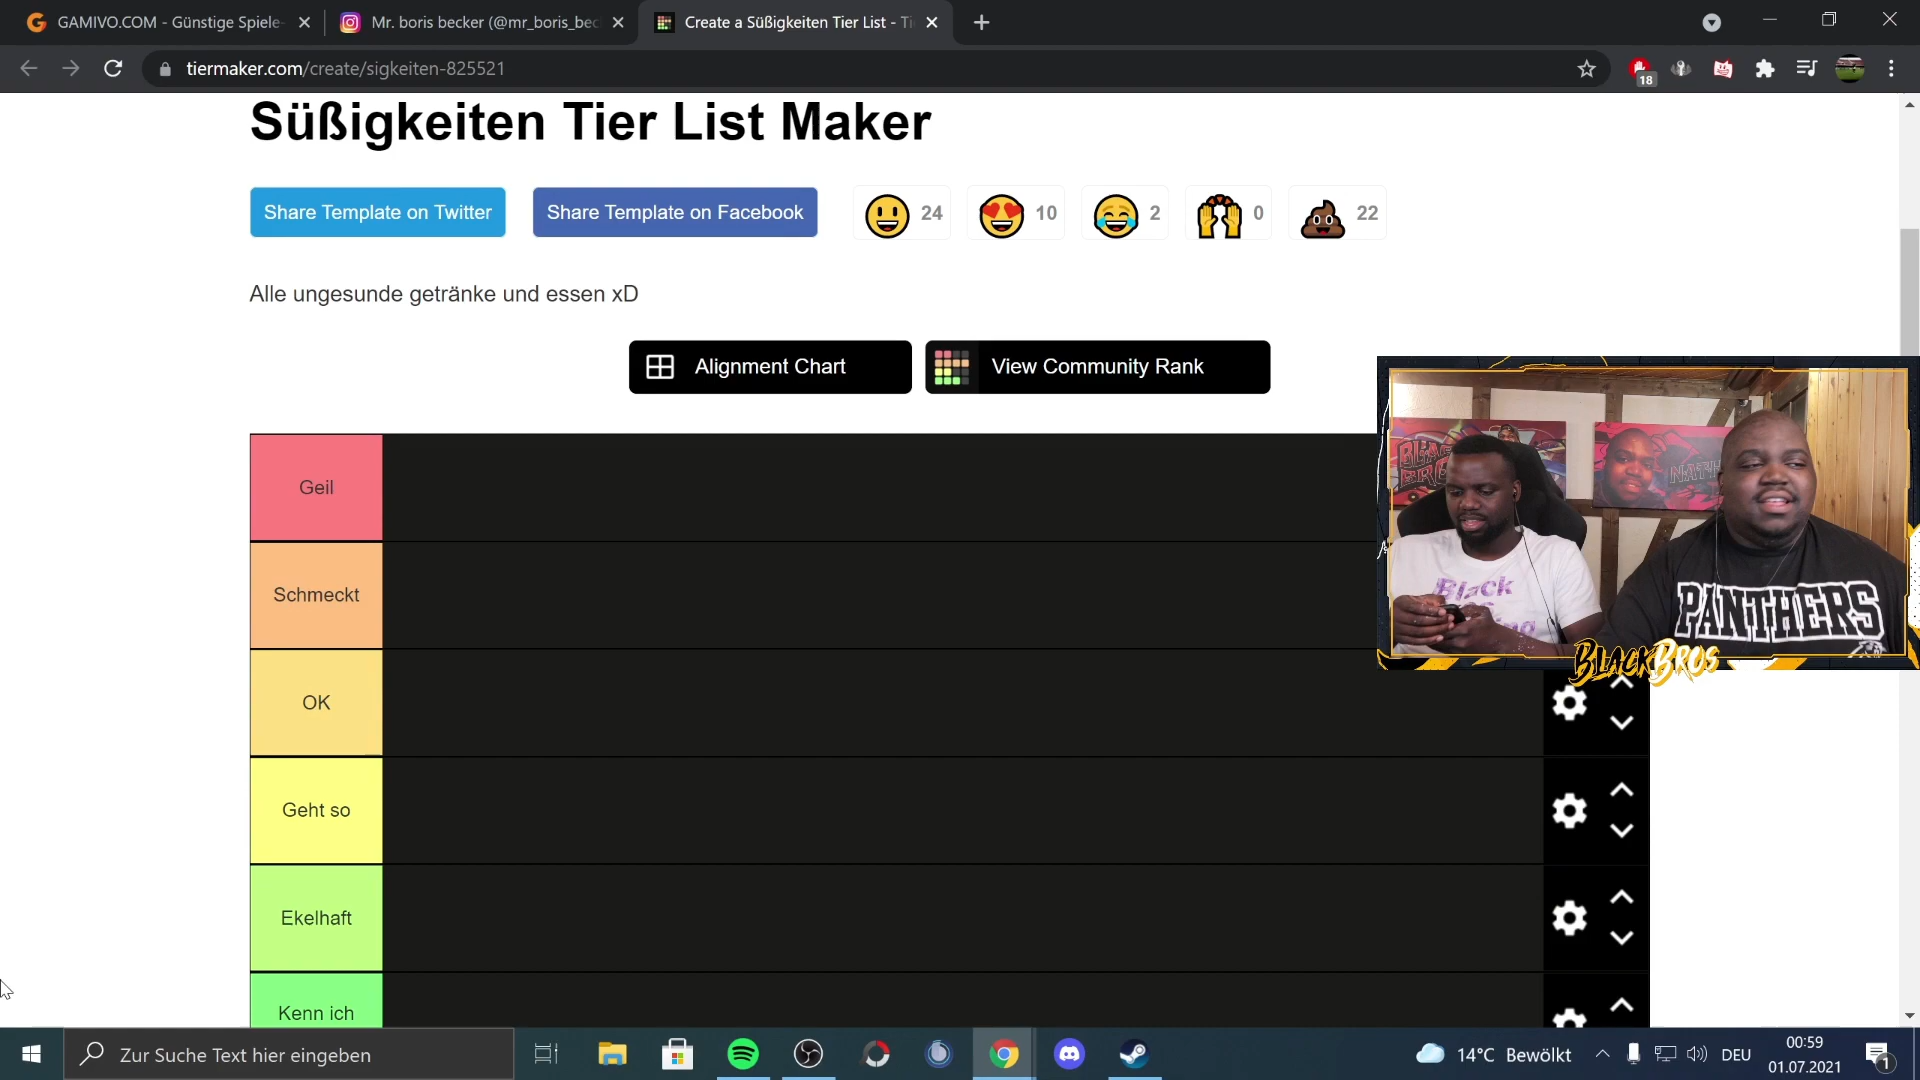 GAMIVO.COM - Günstige Spiele-
Mr. boris becker (@mr_boris_bec
Create a Süßigkeiten Tier List - Ti
tiermaker.com/create/sigkeiten-825521
18
Süßigkeiten Tier List Maker
Share Template on Twitter
Share Template on Facebook
24
10
2
0
22
Alle ungesunde getränke und essen xD
Alignment Chart
View Community Rank
Geil
Schmeckt
OK
Geht so
Ekelhaft
Kenn ich
NATH
Black
PANTHERS
BLACKBROS
Zur Suche Text hier eingeben
14°C Bewölkt
DEU
00:59
01.07.2021
1